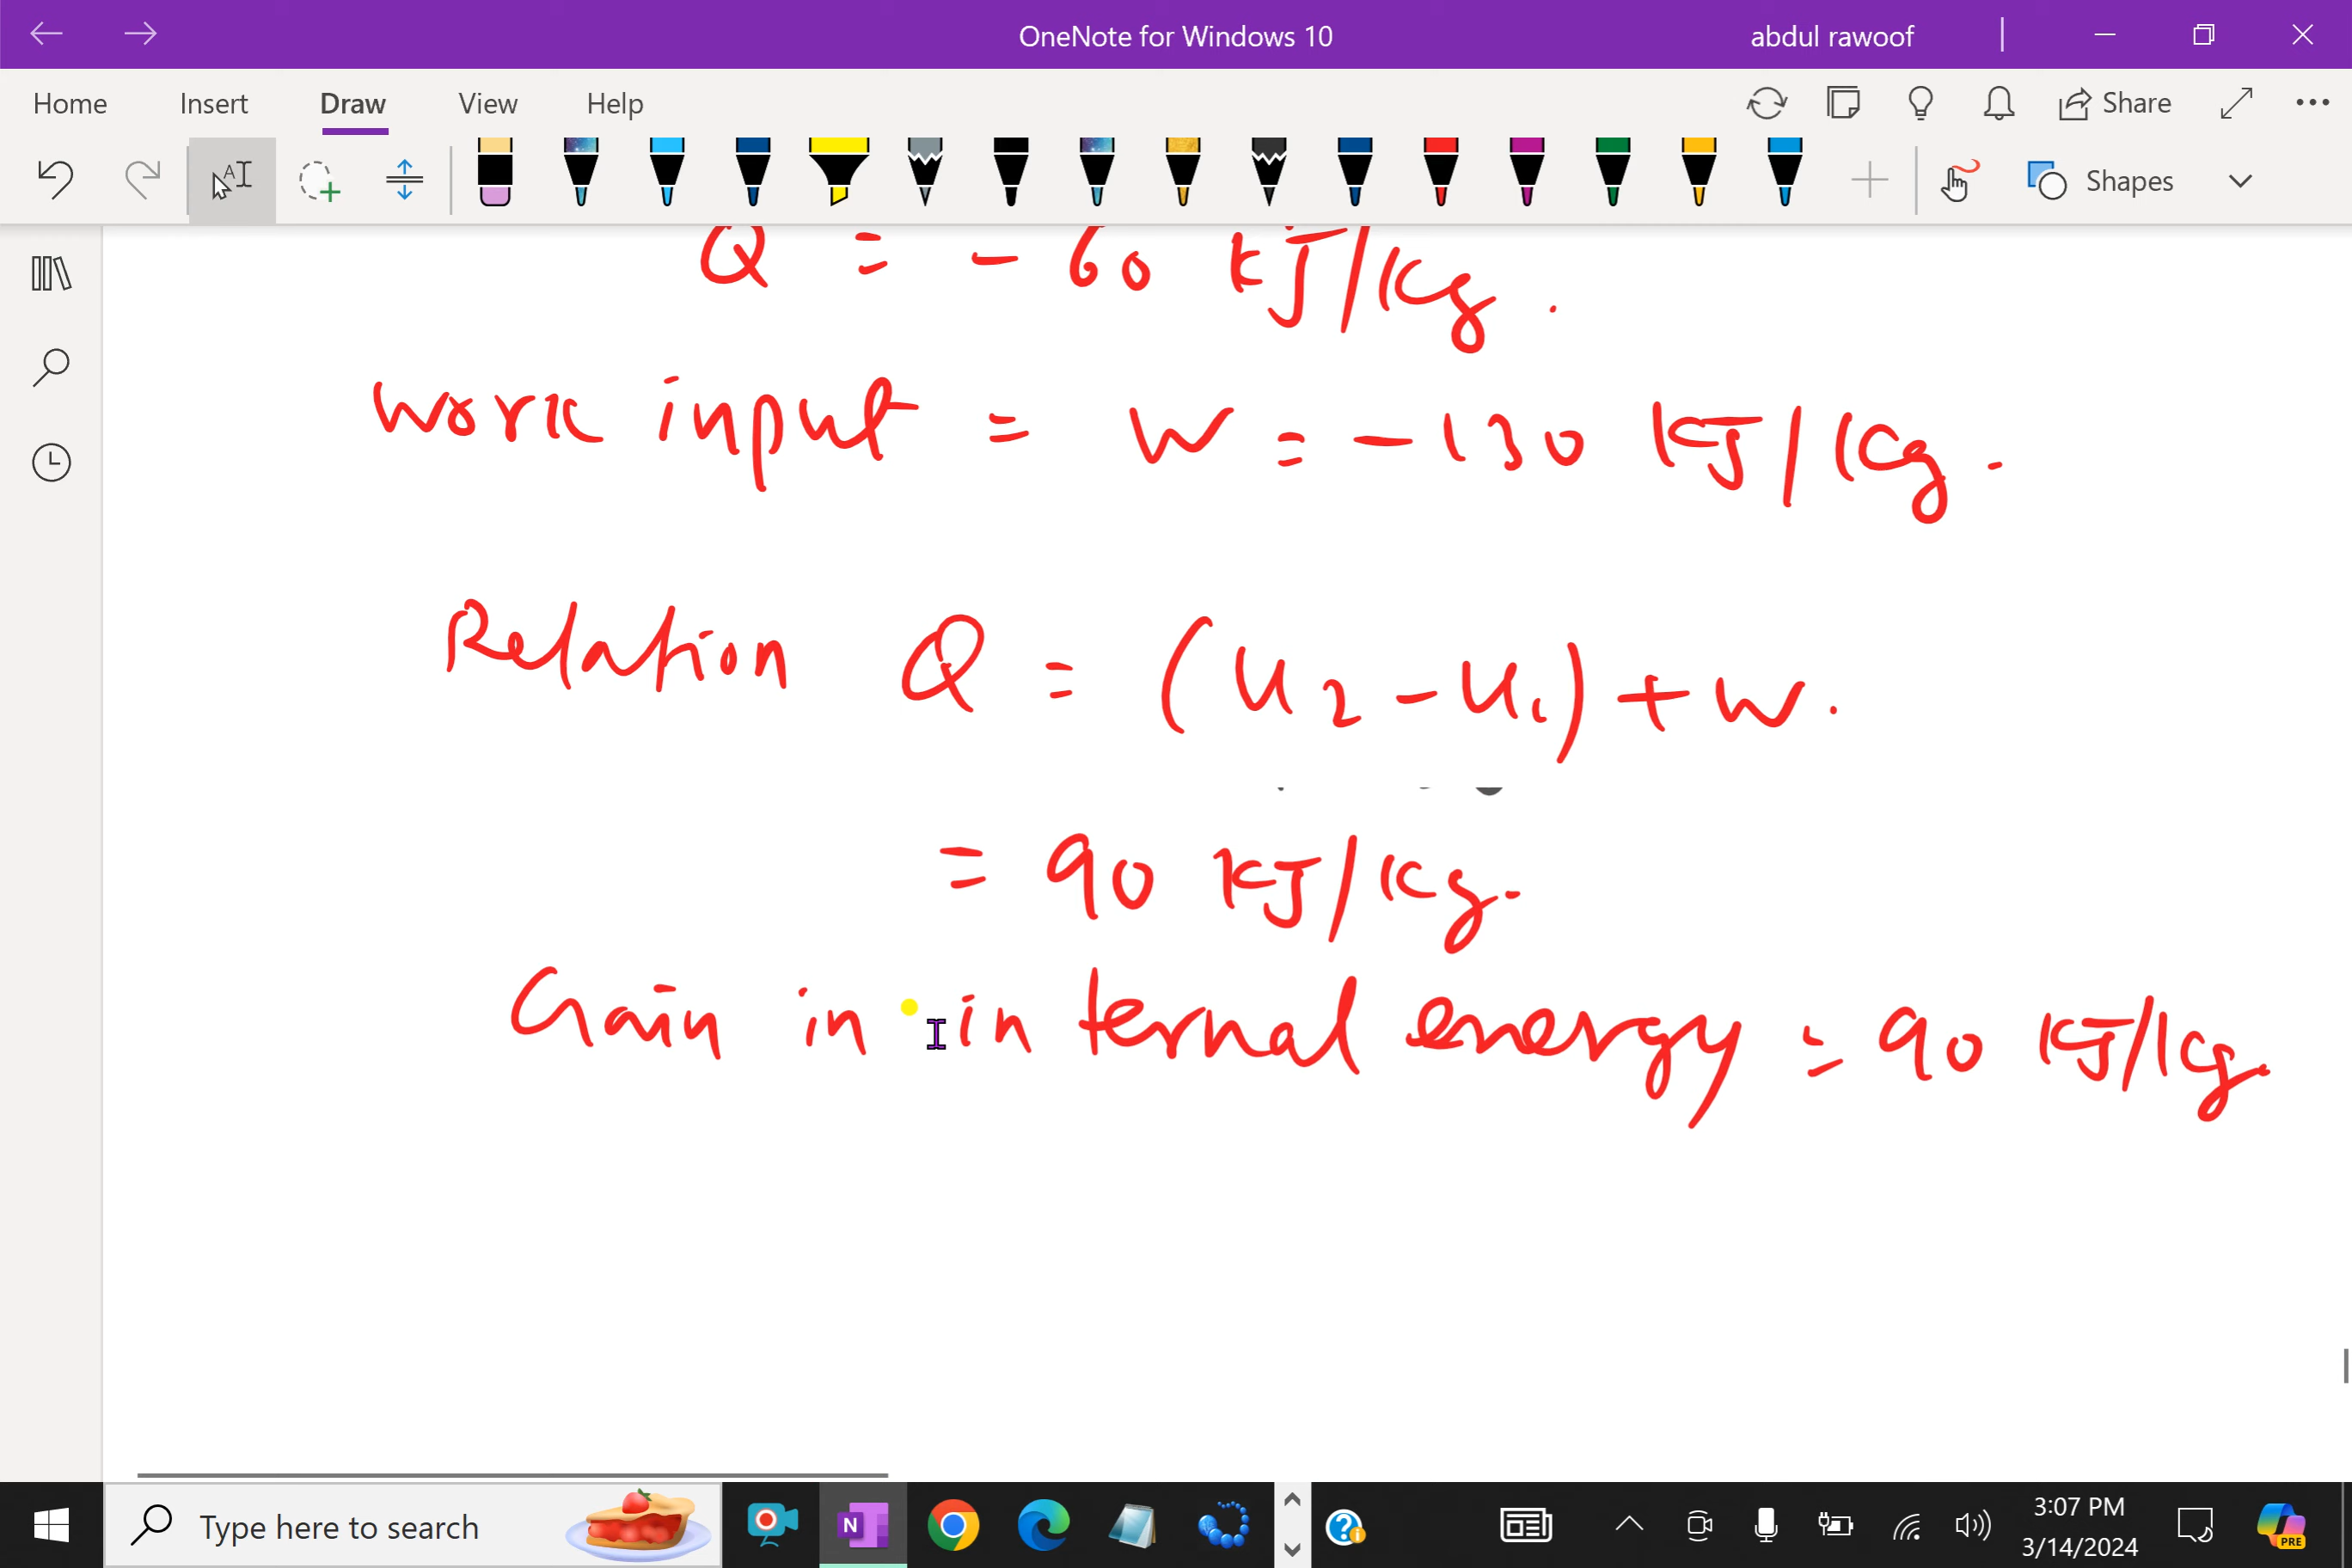 OneNote for Windows 10
abdul rawoof
Home Insert Draw View Help
Share
Shapes
Q = - 60 kJ/kg .
work input = W = -130 kJ/kg .
Relation Q = (u2 - u1) + W .
= 90 kJ/kg .
Gain in internal energy = 90 kJ/kg .
Type here to search
N
PRE
3:07 PM
3/14/2024